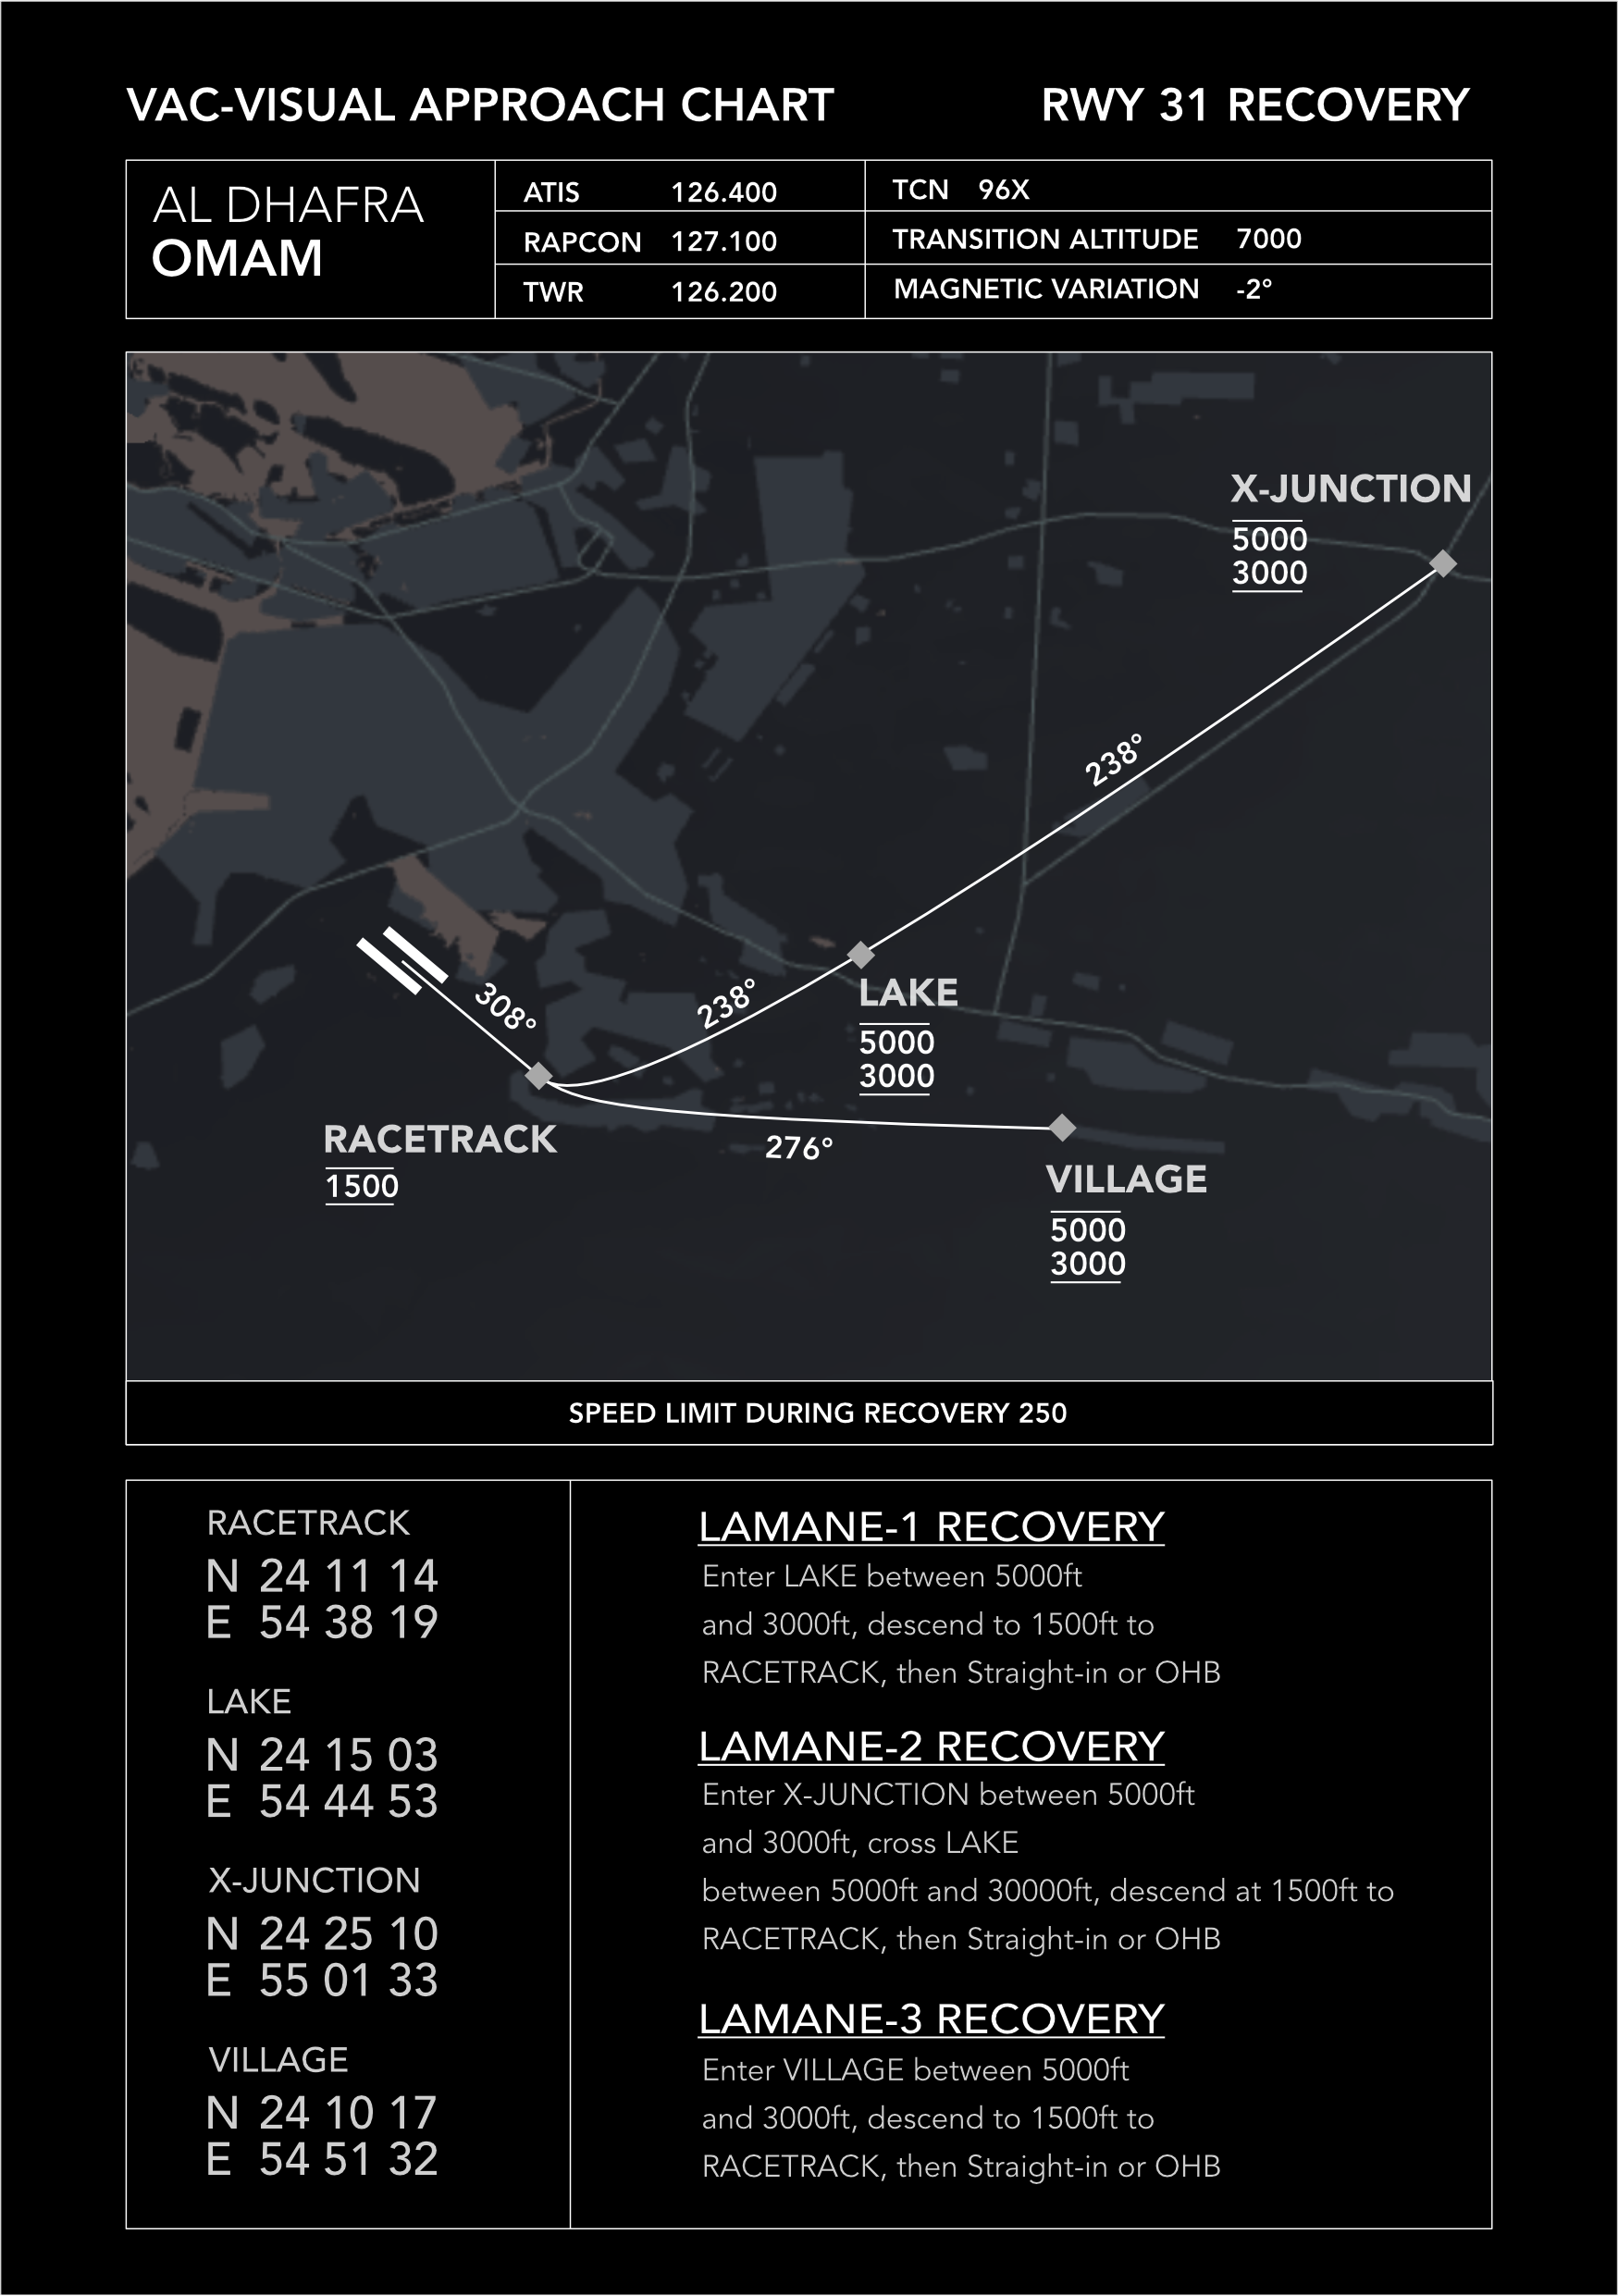 VAC-VISUAL APPROACH CHART
RWY 31 RECOVERY
AL DHAFRA
OMAM
ATIS 126.400
RAPCON 127.100
TWR 126.200
TCN 96X
TRANSITION ALTITUDE 7000
MAGNETIC VARIATION -2°
X-JUNCTION
5000
3000
238°
LAKE
5000
3000
238°
308°
RACETRACK
1500
276°
VILLAGE
5000
3000
SPEED LIMIT DURING RECOVERY 250
RACETRACK
N 24 11 14
E 54 38 19
LAKE
N 24 15 03
E 54 44 53
X-JUNCTION
N 24 25 10
E 55 01 33
VILLAGE
N 24 10 17
E 54 51 32
LAMANE-1 RECOVERY
Enter LAKE between 5000ft
and 3000ft, descend to 1500ft to
RACETRACK, then Straight-in or OHB
LAMANE-2 RECOVERY
Enter X-JUNCTION between 5000ft
and 3000ft, cross LAKE
between 5000ft and 30000ft, descend at 1500ft to
RACETRACK, then Straight-in or OHB
LAMANE-3 RECOVERY
Enter VILLAGE between 5000ft
and 3000ft, descend to 1500ft to
RACETRACK, then Straight-in or OHB